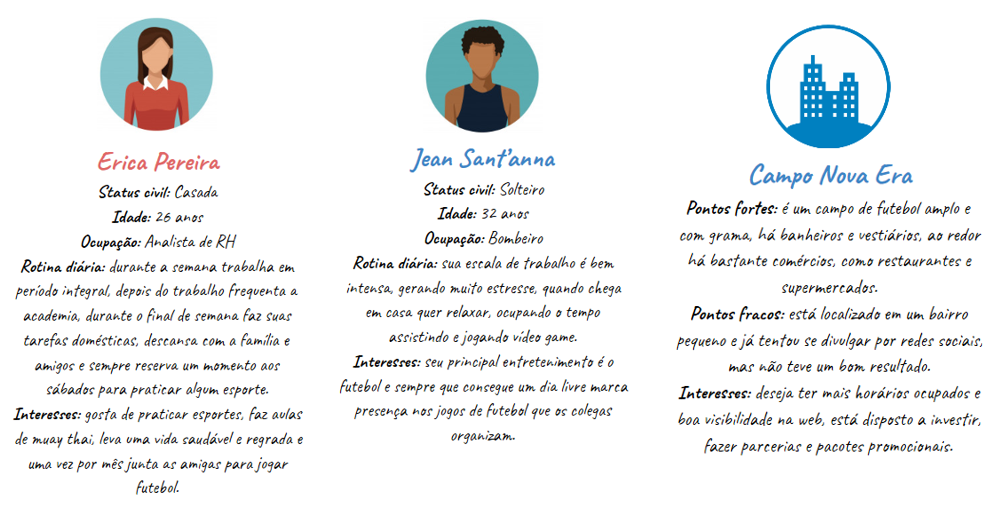 Erica Pereira
Status civil: Casada
Idade: 26 anos
Ocupação: Analista de RH
Rotina diária: durante a semana trabalha em
período integral, depois do trabalho frequenta a
academia, durante o final de semana faz suas
tarefas domésticas, descansa com a família e
amigos e sempre reserva um momento aos
sábados para praticar algum esporte.
Interesses: gosta de praticar esportes, faz aulas
de muay thai, leva uma vida saudável e regrada e
uma vez por mês junta as amigas para jogar
futebol.
Jean Sant'anna
Status civil: Solteiro
Idade: 32 anos
Ocupação: Bombeiro
Rotina diária: sua escala de trabalho é bem
intensa, gerando muito estresse, quando chega
em casa quer relaxar, ocupando o tempo
assistindo e jogando vídeo game.
Interesses: seu principal entretenimento é o
futebol e sempre que consegue um dia livre marca
presença nos jogos de futebol que os colegas
organizam.
Campo Nova Era
Pontos fortes: é um campo de futebol amplo e
com grama, há banheiros e vestiários, ao redor
há bastante comércios, como restaurantes e
supermercados.
Pontos fracos: está localizado em um bairro
pequeno e já tentou se divulgar por redes sociais,
mas não teve um bom resultado.
Interesses: deseja ter mais horários ocupados e
boa visibilidade na web, está disposto a investir,
fazer parcerias e pacotes promocionais.